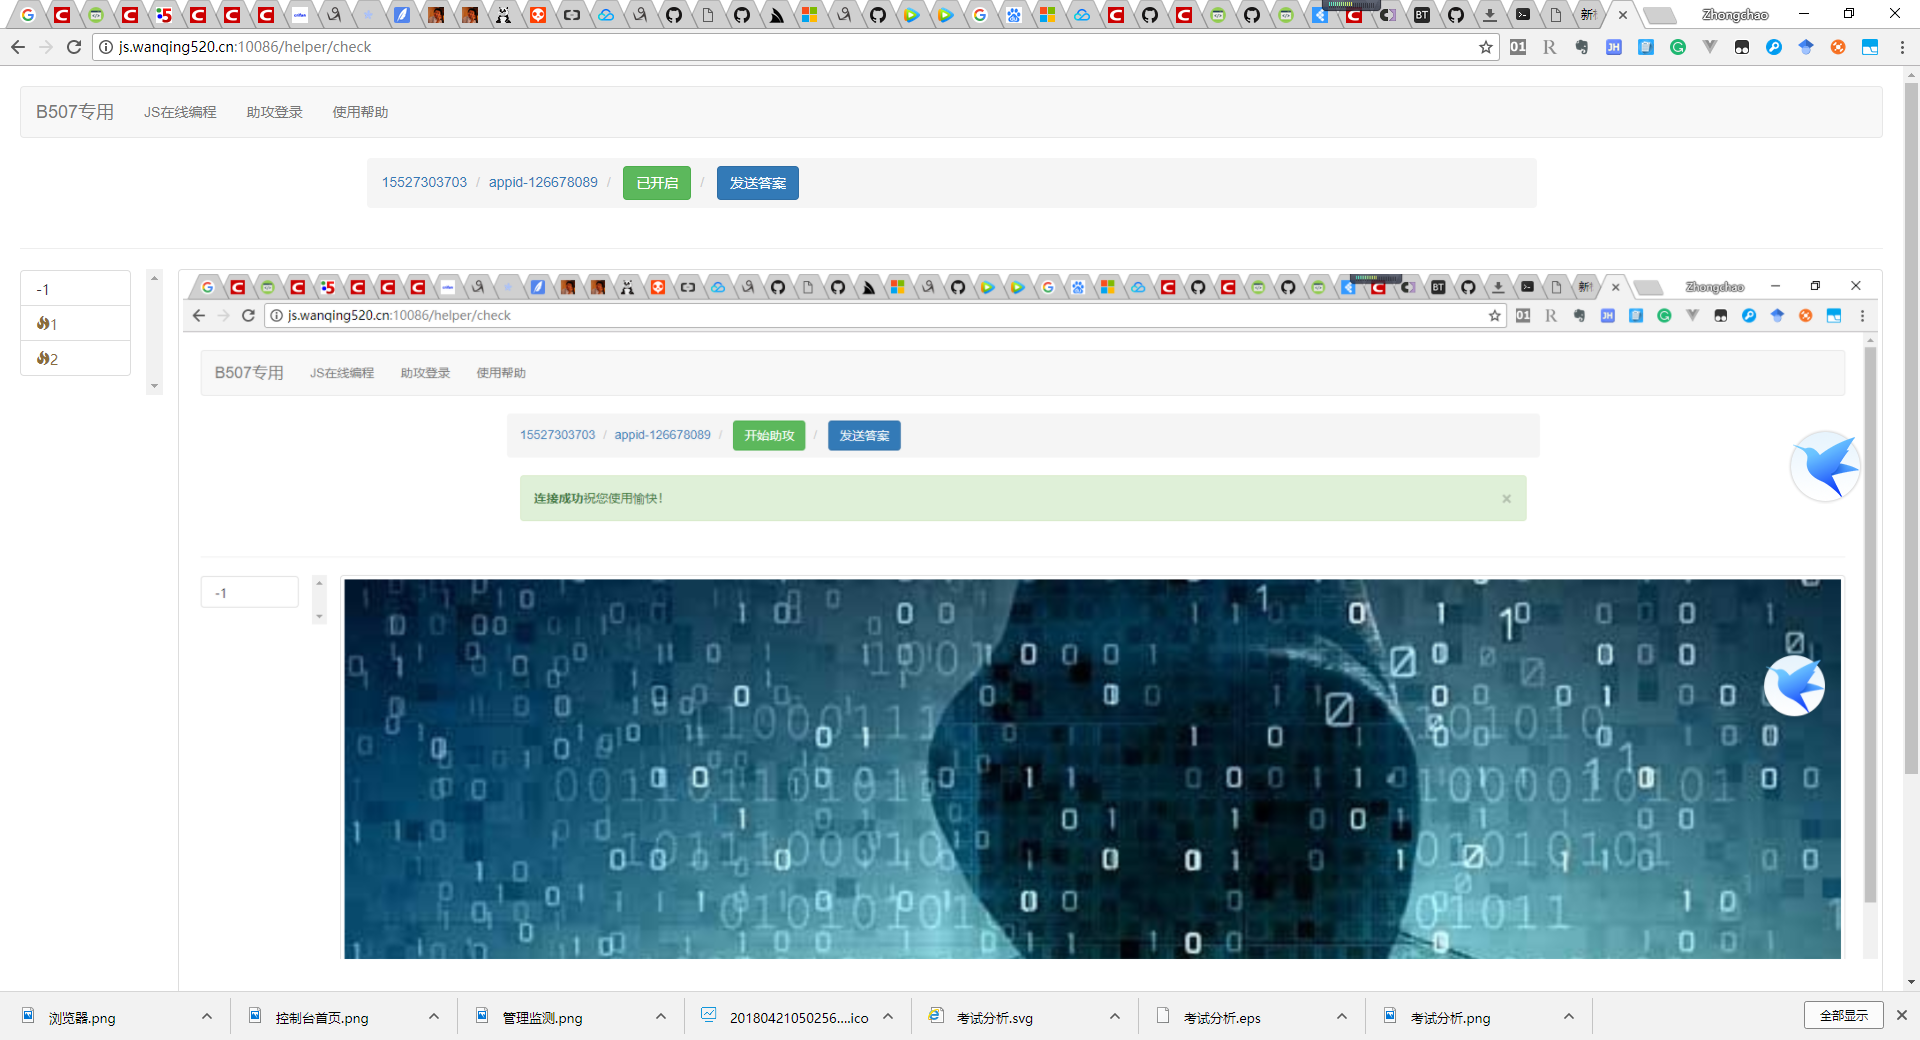 新
Zhongchao
js.wanqing520.cn:10086/helper/check
B507专用 JS在线编程 助攻登录 使用帮助
15527303703 / appid-126678089 / 已开启 / 发送答案
-1
1
2
新
Zhongchao
js.wanqing520.cn:10086/helper/check
B507专用 JS在线编程 助攻登录 使用帮助
15527303703 / appid-126678089 / 开始助攻 / 发送答案
连接成功祝您使用愉快! ×
-1
浏览器.png 控制台首页.png 管理监测.png 20180421050256....ico 考试分析.svg 考试分析.eps 考试分析.png 全部显示